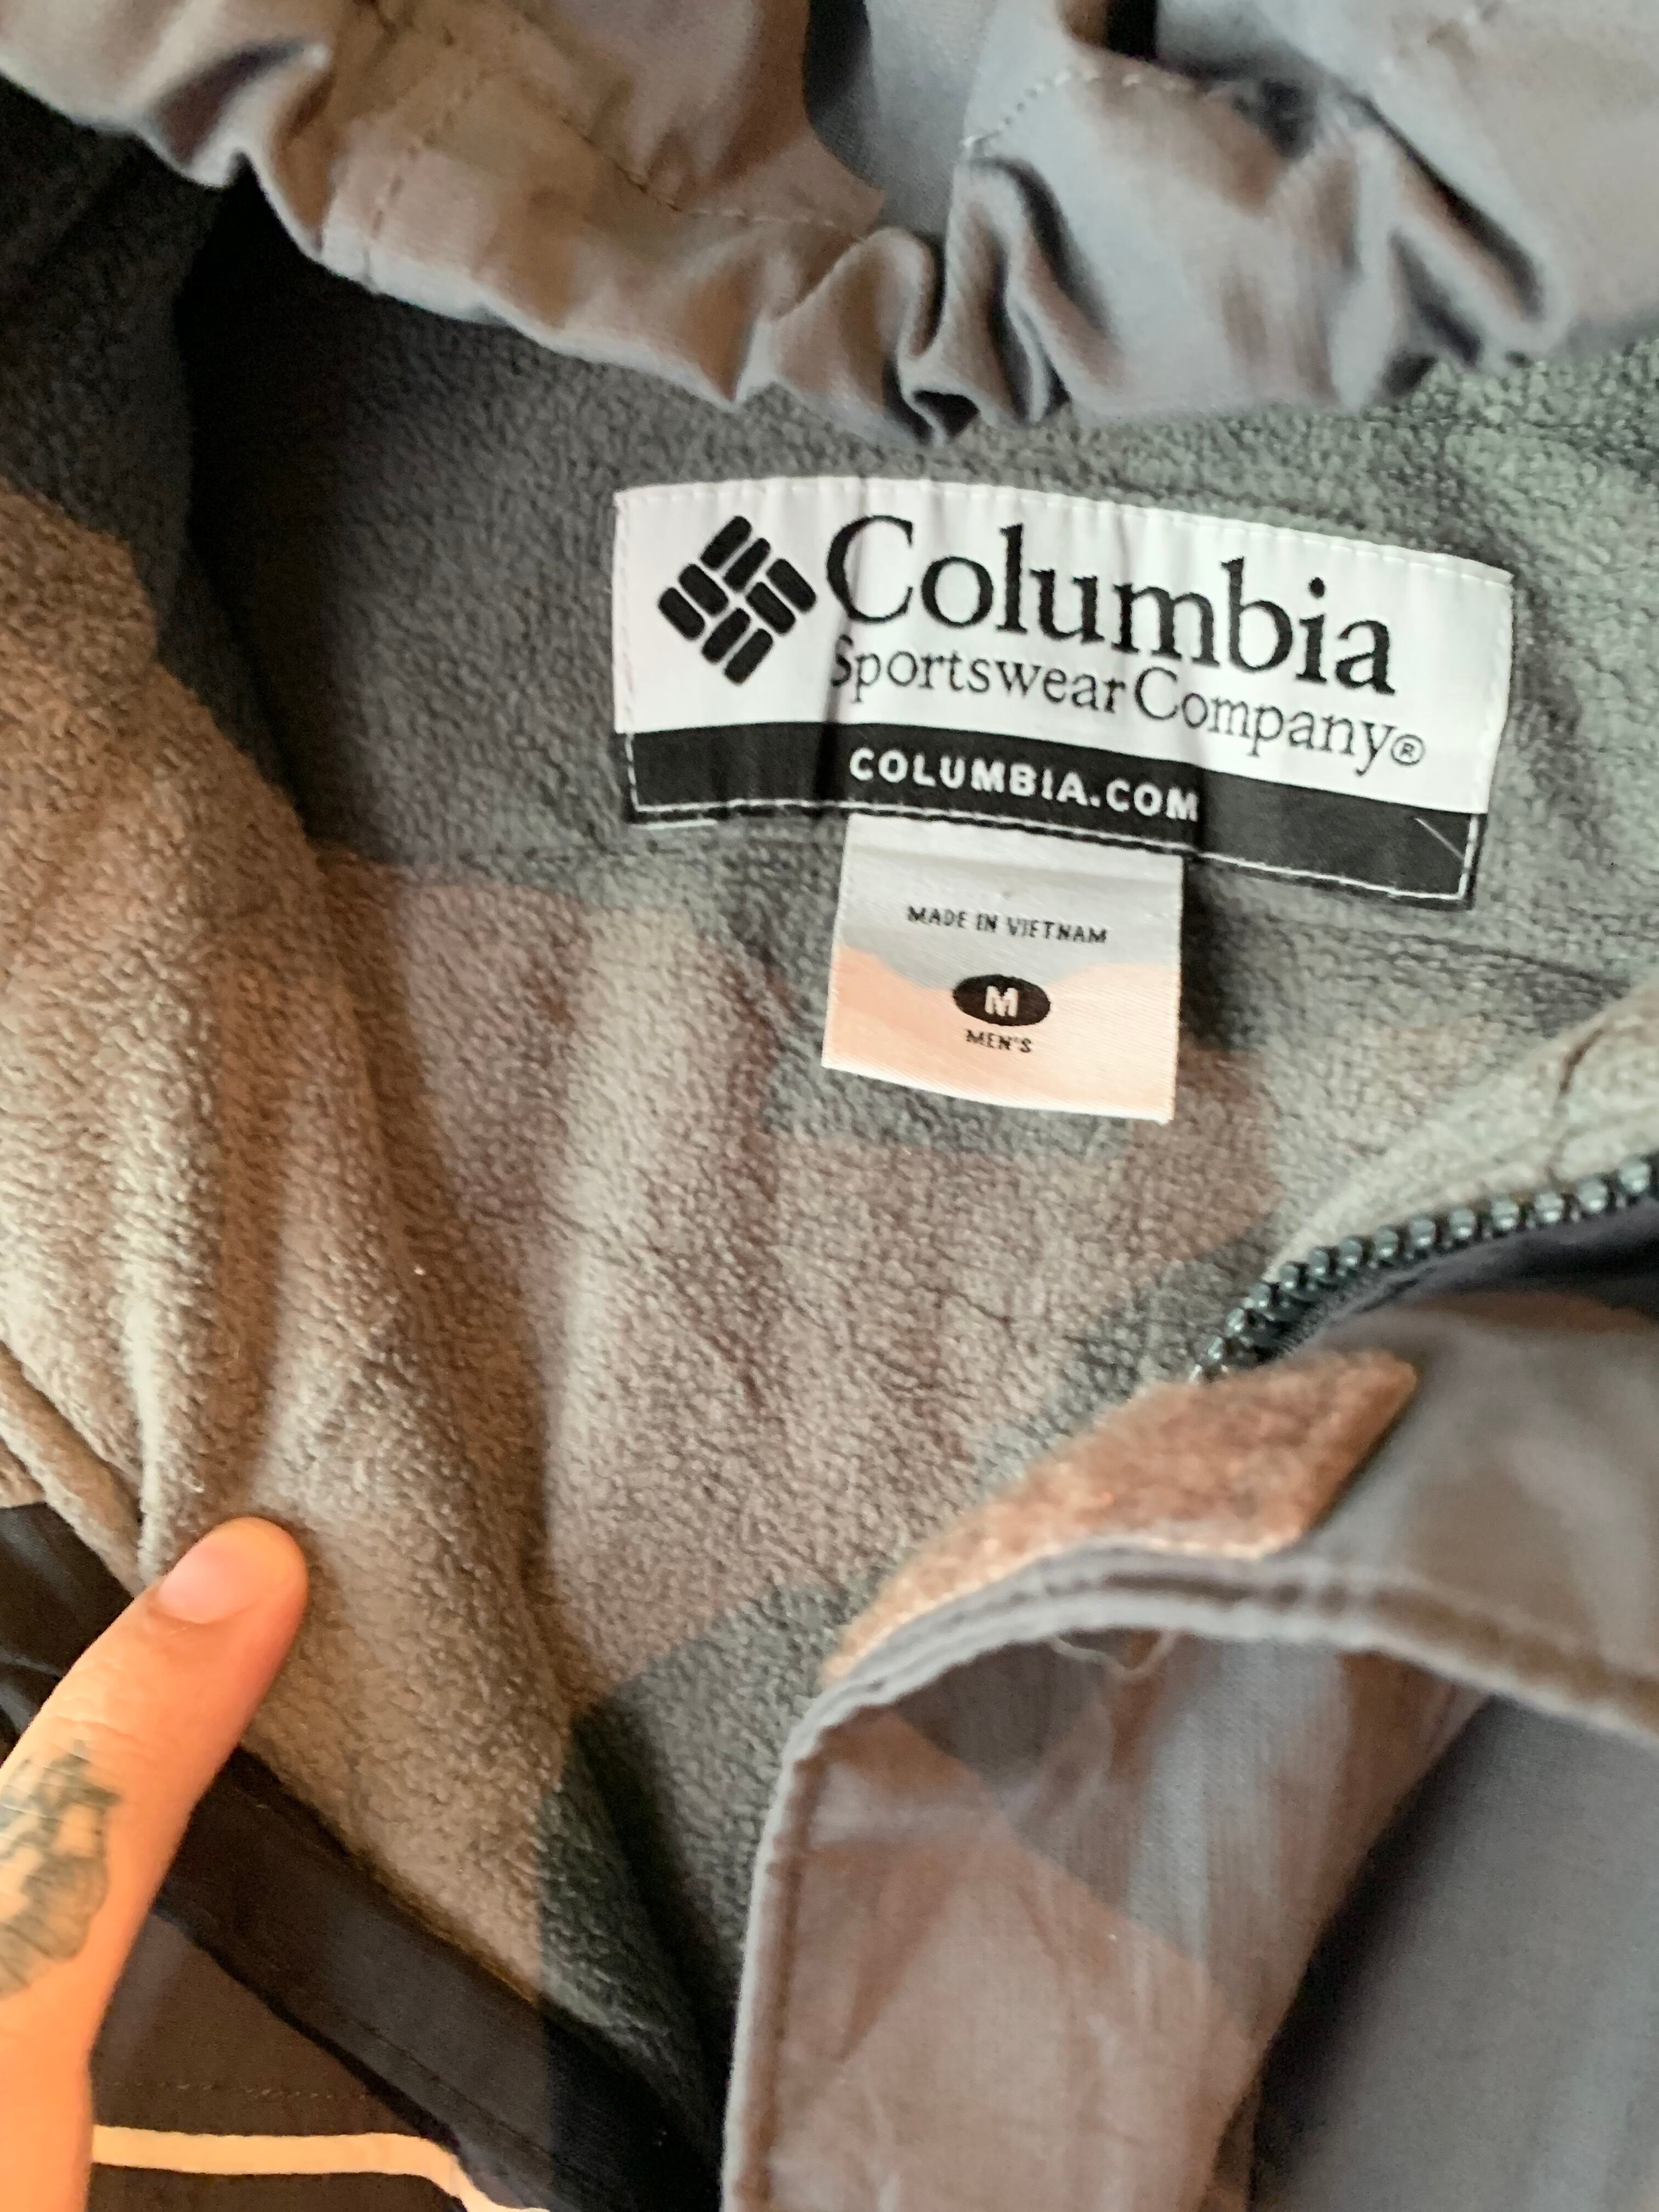 Columbia
Sportswear Company®
COLUMBIA.COM
MADE IN VIETNAM
M
MEN'S